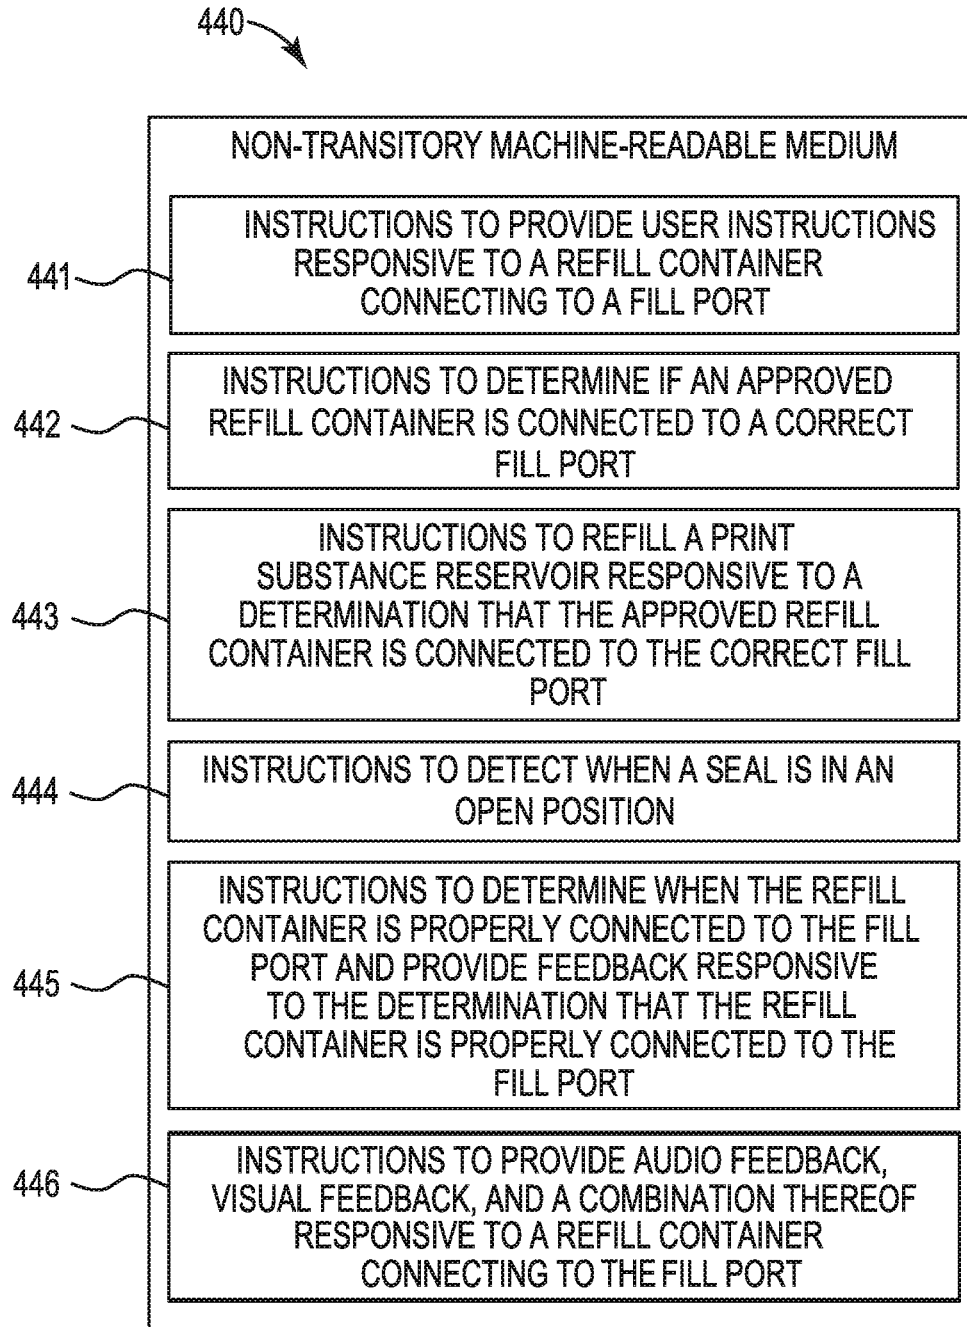 440
NON-TRANSITORY MACHINE-READABLE MEDIUM
INSTRUCTIONS TO PROVIDE USER INSTRUCTIONS
RESPONSIVE TO A REFILL CONTAINER
CONNECTING TO A FILL PORT
441
INSTRUCTIONS TO DETERMINE IF AN APPROVED
REFILL CONTAINER IS CONNECTED TO A CORRECT
FILL PORT
442
INSTRUCTIONS TO REFILL A PRINT
SUBSTANCE RESERVOIR RESPONSIVE TO A
DETERMINATION THAT THE APPROVED REFILL
CONTAINER IS CONNECTED TO THE CORRECT FILL
PORT
443
INSTRUCTIONS TO DETECT WHEN A SEAL IS IN AN
OPEN POSITION
444
INSTRUCTIONS TO DETERMINE WHEN THE REFILL
CONTAINER IS PROPERLY CONNECTED TO THE FILL
PORT AND PROVIDE FEEDBACK RESPONSIVE
TO THE DETERMINATION THAT THE REFILL
CONTAINER IS PROPERLY CONNECTED TO THE
FILL PORT
445
INSTRUCTIONS TO PROVIDE AUDIO FEEDBACK,
VISUAL FEEDBACK, AND A COMBINATION THEREOF
RESPONSIVE TO A REFILL CONTAINER
CONNECTING TO THE FILL PORT
446